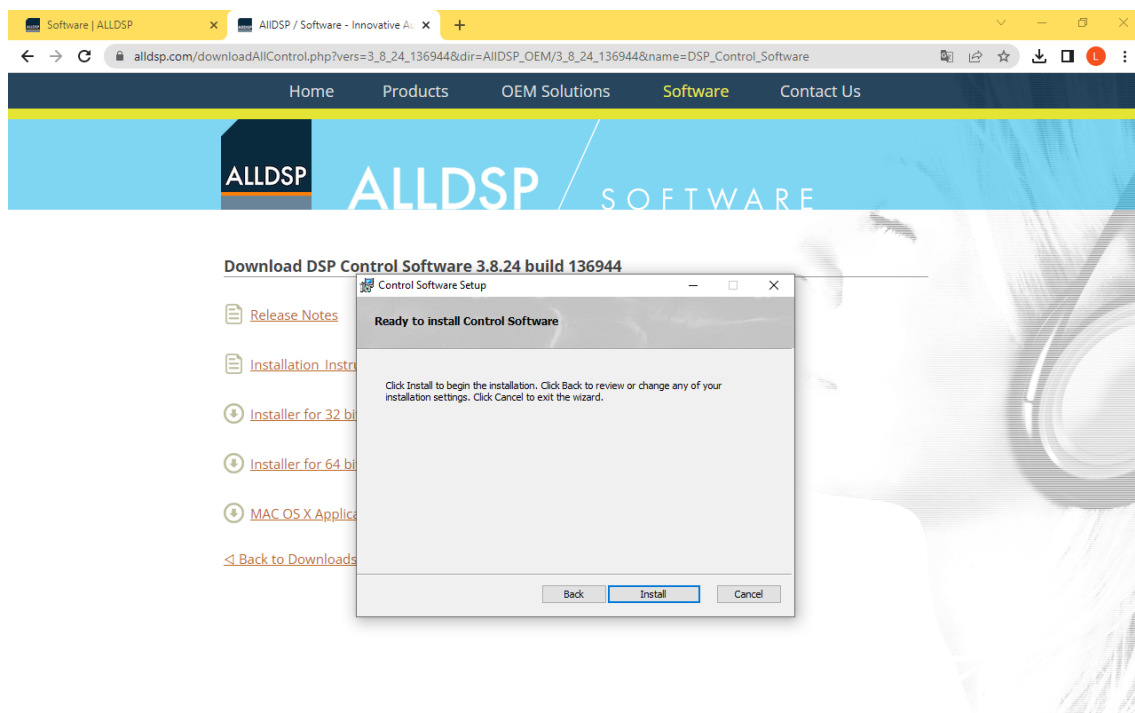 Software | ALLDSP
AllDSP / Software - Innovative Au
alldsp.com/downloadAllControl.php?vers=3_8_24_136944&dir=AllDSP_OEM/3_8_24_136944&name=DSP_Control_Software
L
Home Products OEM Solutions Software Contact Us
ALLDSP
ALLDSP / SOFTWARE
Download DSP Control Software 3.8.24 build 136944
Control Software Setup
Release Notes
Ready to install Control Software
Installation Instru
Click Install to begin the installation. Click Back to review or change any of your
installation settings. Click Cancel to exit the wizard.
Installer for 32 bi
Installer for 64 bi
MAC OS X Applica
◁ Back to Downloads
Back Install Cancel